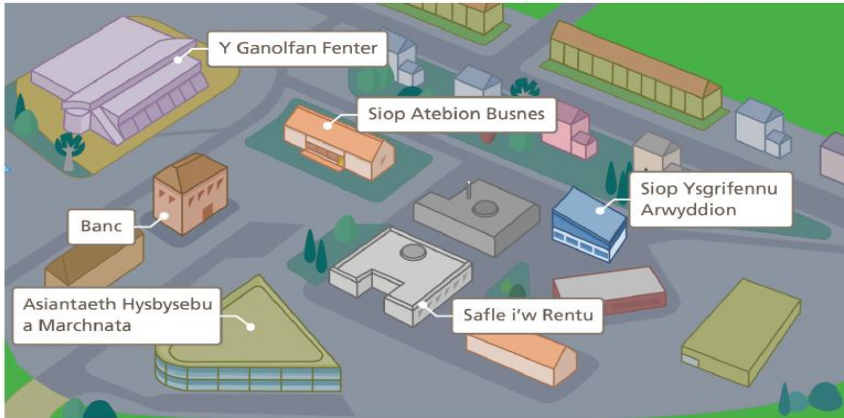 Y Ganolfan Fenter
Siop Atebion Busnes
Siop Ysgrifennu
Arwyddion
Banc
Asiantaeth Hysbysebu
a Marchnata
Safle i'w Rentu